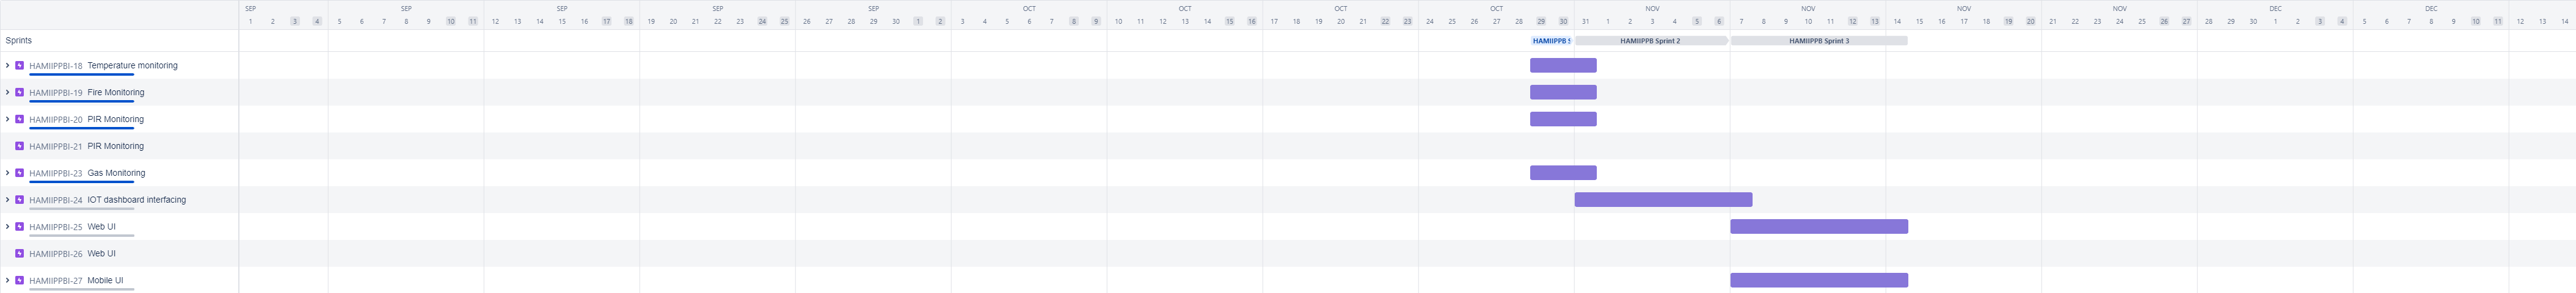 SEP SEP SEP SEP SEP OCT OCT OCT OCT NOV NOV NOV NOV DEC DEC
1 2 3 4 5 6 7 8 9 10 11 12 13 14 15 16 17 18 19 20 21 22 23 24 25 26 27 28 29 30 1 2 3 4 5 6 7 8 9 10 11 12 13 14 15 16 17 18 19 20 21 22 23 24 25 26 27 28 29 30 31 1 2 3 4 5 6 7 8 9 10 11 12 13 14 15 16 17 18 19 20 21 22 23 24 25 26 27 28 29 30 1 2 3 4 5 6 7 8 9 10 11 12 13 14
Sprints HAMIIPPB HAMIIPPB Sprint 2 HAMIIPPB Sprint 3
HAMIIPPBI-18 Temperature monitoring
HAMIIPPBI-19 Fire Monitoring
HAMIIPPBI-20 PIR Monitoring
HAMIIPPBI-21 PIR Monitoring
HAMIIPPBI-23 Gas Monitoring
HAMIIPPBI-24 IOT dashboard interfacing
HAMIIPPBI-25 Web UI
HAMIIPPBI-26 Web UI
HAMIIPPBI-27 Mobile UI